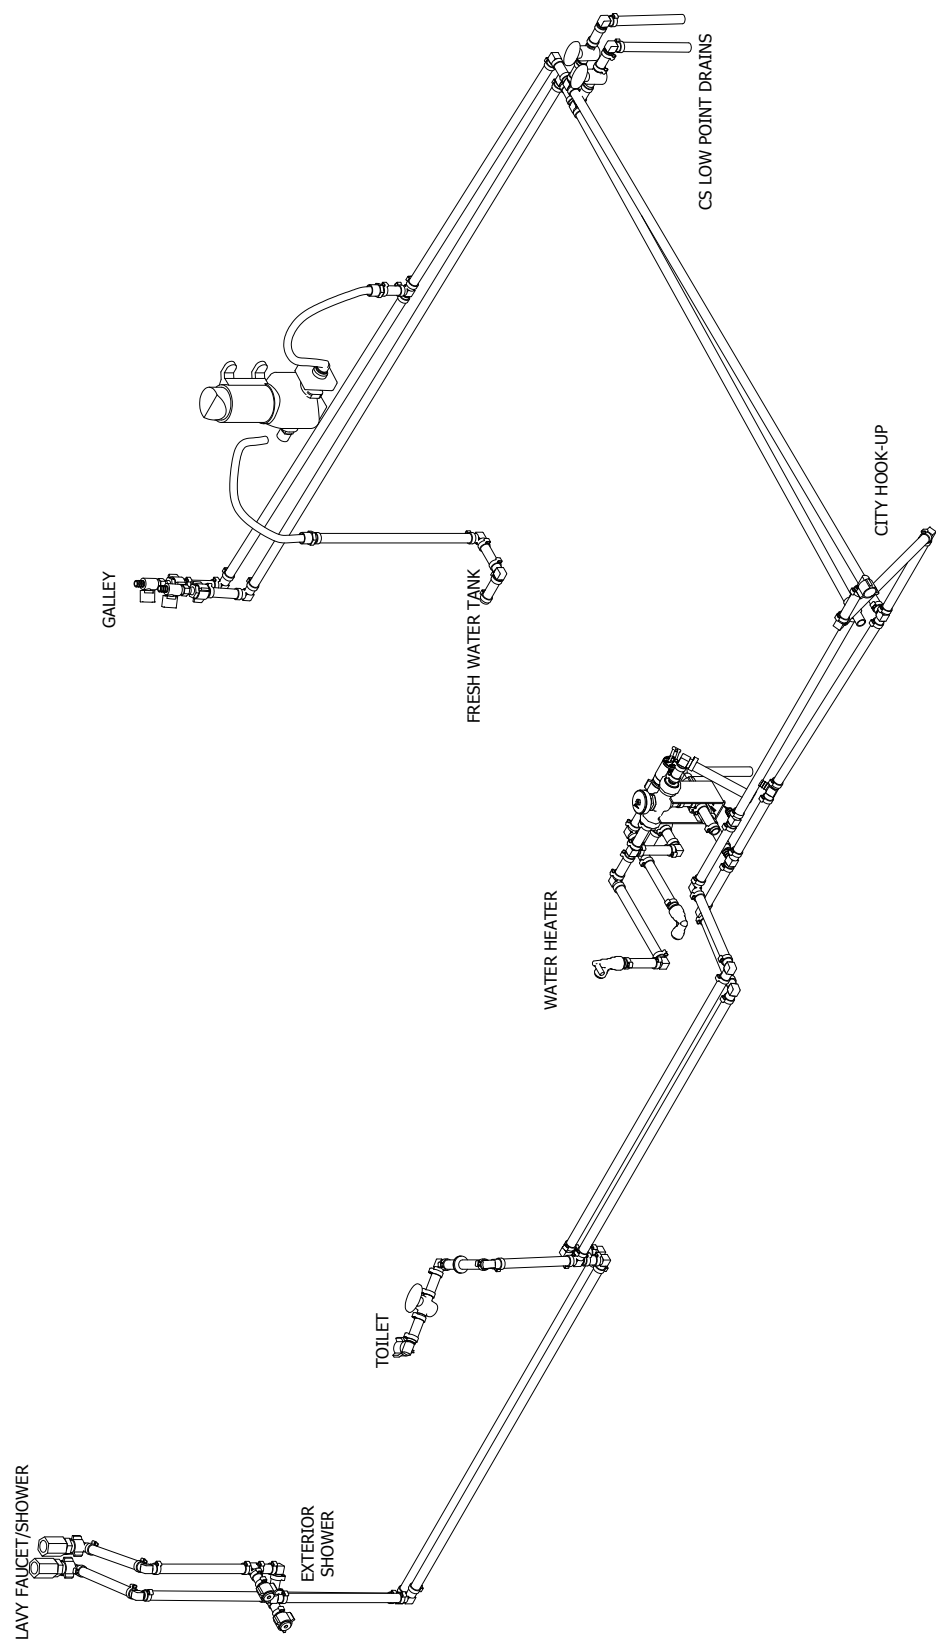 CS LOW POINT DRAINS
GALLEY
CITY HOOK-UP
FRESH WATER TANK
WATER HEATER
TOILET
LAVY FAUCET/SHOWER
EXTERIOR
SHOWER